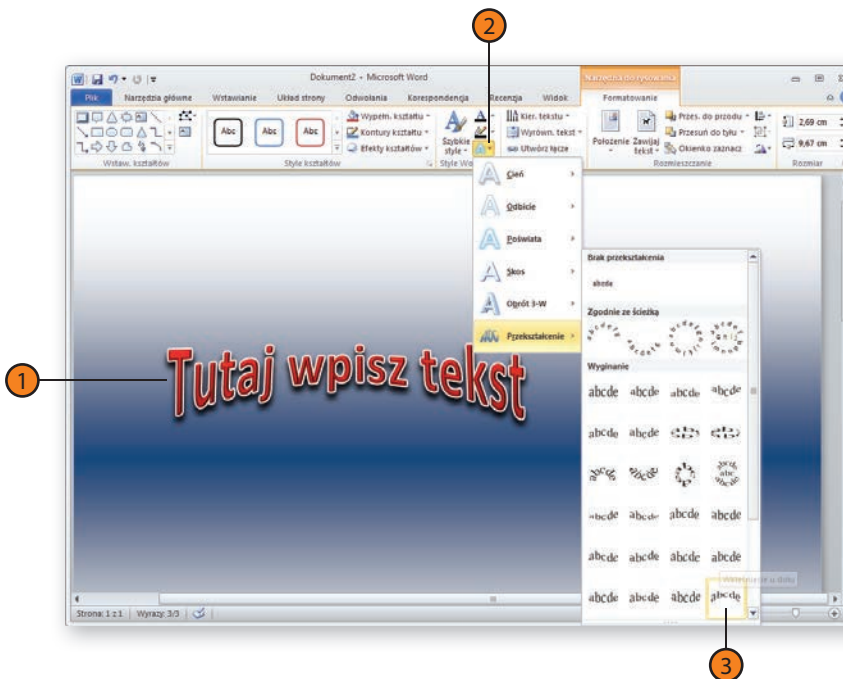 2
Dokument2 - Microsoft Word
Narzędzia do rysowania
Plik Narzędzia główne Wstawianie Układ strony Odwołania Korespondencja Recenzja Widok Formatowanie
Abc Abc Abc
Wypełn. kształtu
Kontury kształtu
Efekty kształtów
Szybkie style
Kier. tekstu
Wyrówn. tekst
Utwórz łącze
Położenie Zawijaj tekst
Przes. do przodu
Przesuń do tyłu
Okienko zaznacz
2,69 cm
9,67 cm
Wstaw. kształtów Style kształtów Style Wo Rozmieszczanie Rozmiar
Cień
Odbicie
Poświata
Skos
Obrót 3-W
Przekształcenie
Brak przekształcenia
abcde
Zgodnie ze ścieżką
Wyginanie
abcde abcde abcde abcde
abcde abcde
abcde abcde abcde abcde
abcde abcde abcde abcde
abcde abcde abcde abcde
Wklęśnięcie u dołu
1
Tutaj wpisz tekst
Strona: 1 z 1 Wyrazy: 3/3
3